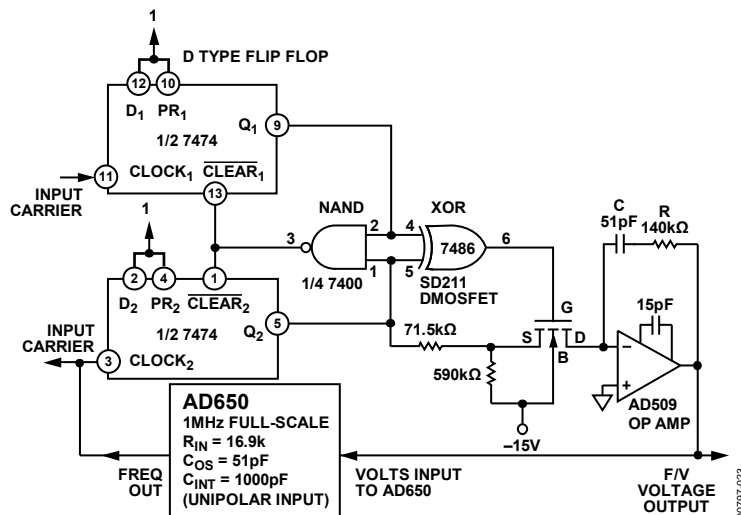 1
D TYPE FLIP FLOP
12
10
D1 PR1
1/2 7474
Q1
9
11
CLOCK1
CLEAR1
13
INPUT
CARRIER
1
NAND
XOR
3
2
1
4
5
7486
6
1/4 7400
SD211
DMOSFET
C
51pF
R
140kΩ
2
4
1
D2 PR2
CLEAR2
1/2 7474
Q2
5
INPUT
CARRIER
3
CLOCK2
71.5kΩ
590kΩ
G
S
D
B
–15V
15pF
–
+
AD509
OP AMP
AD650
1MHz FULL-SCALE
RIN = 16.9k
COS = 51pF
CINT = 1000pF
(UNIPOLAR INPUT)
FREQ
OUT
VOLTS INPUT
TO AD650
F/V
VOLTAGE
OUTPUT